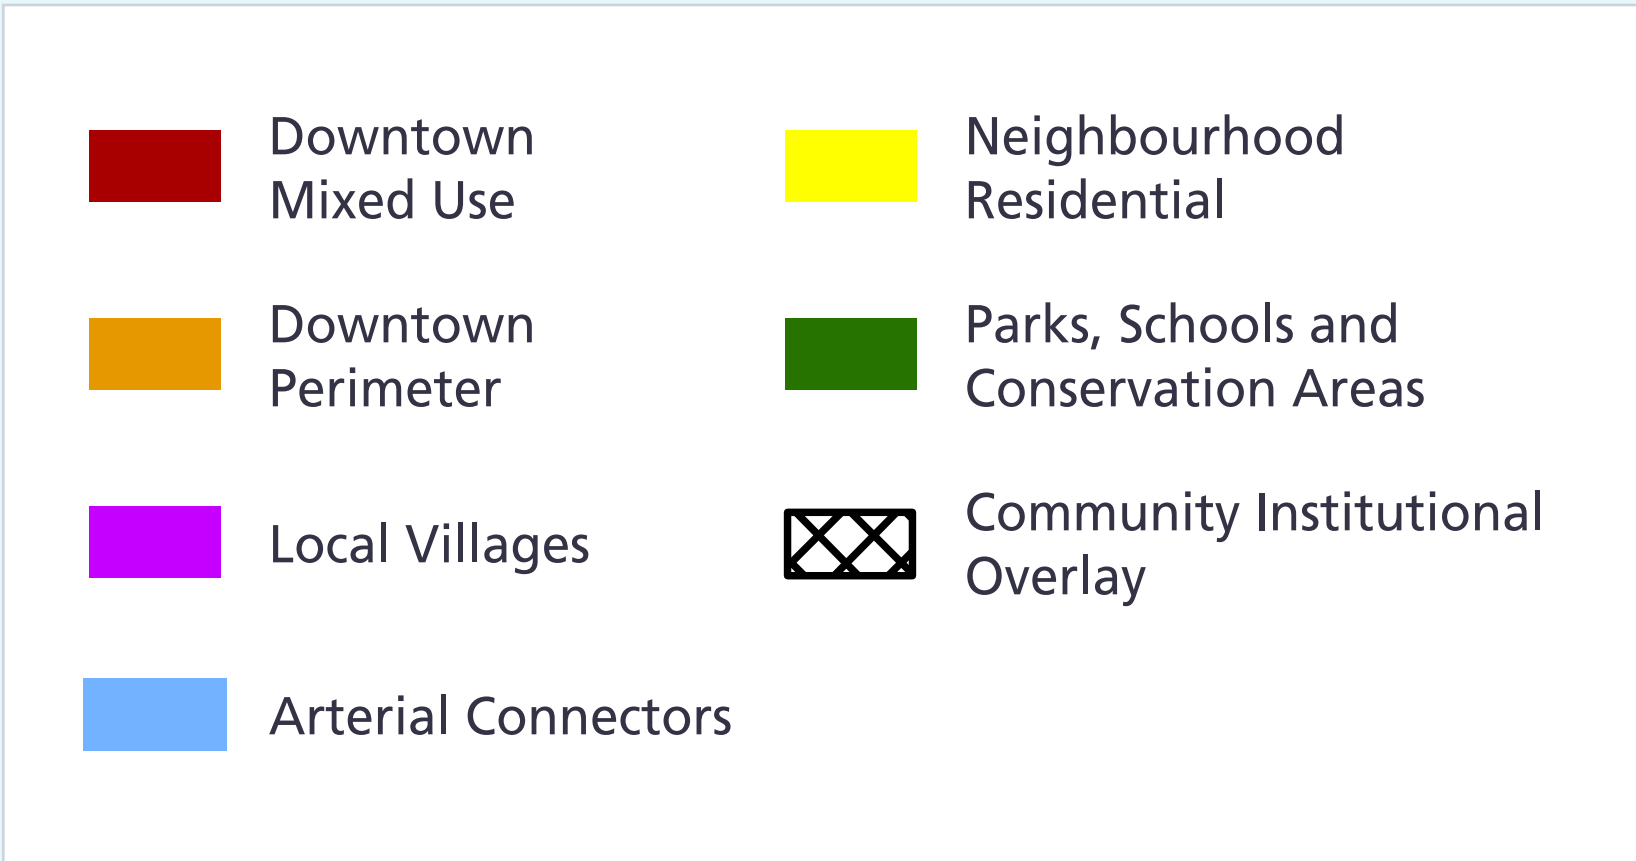 Downtown
Mixed Use
Downtown
Perimeter
Local Villages
Arterial Connectors
Neighbourhood
Residential
Parks, Schools and
Conservation Areas
Community Institutional
Overlay